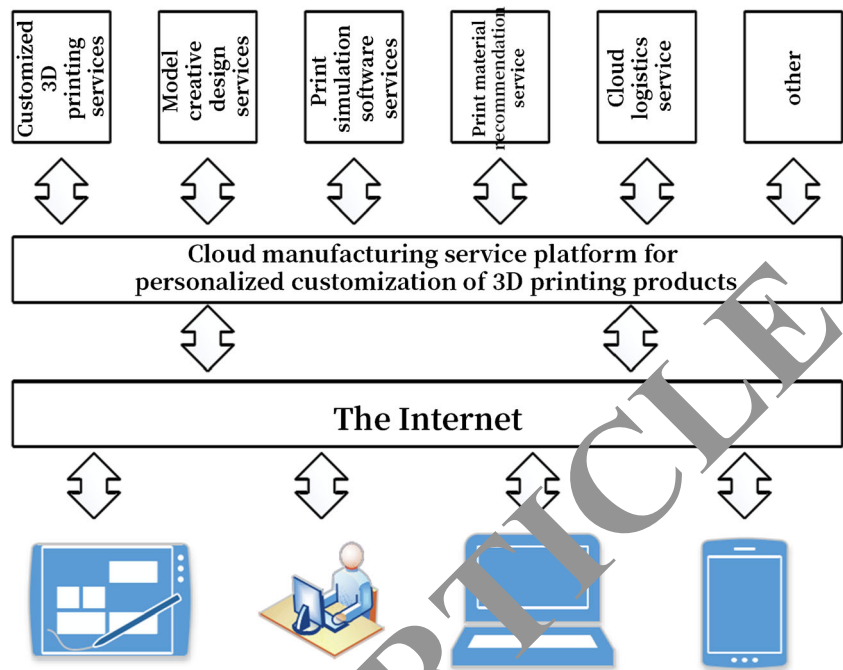 Customized
3D
printing
services
Model
creative
design
services
Print
simulation
software
services
Print material
recommendation
service
Cloud
logistics
service
other
Cloud manufacturing service platform for
personalized customization of 3D printing products
The Internet
RTICLE